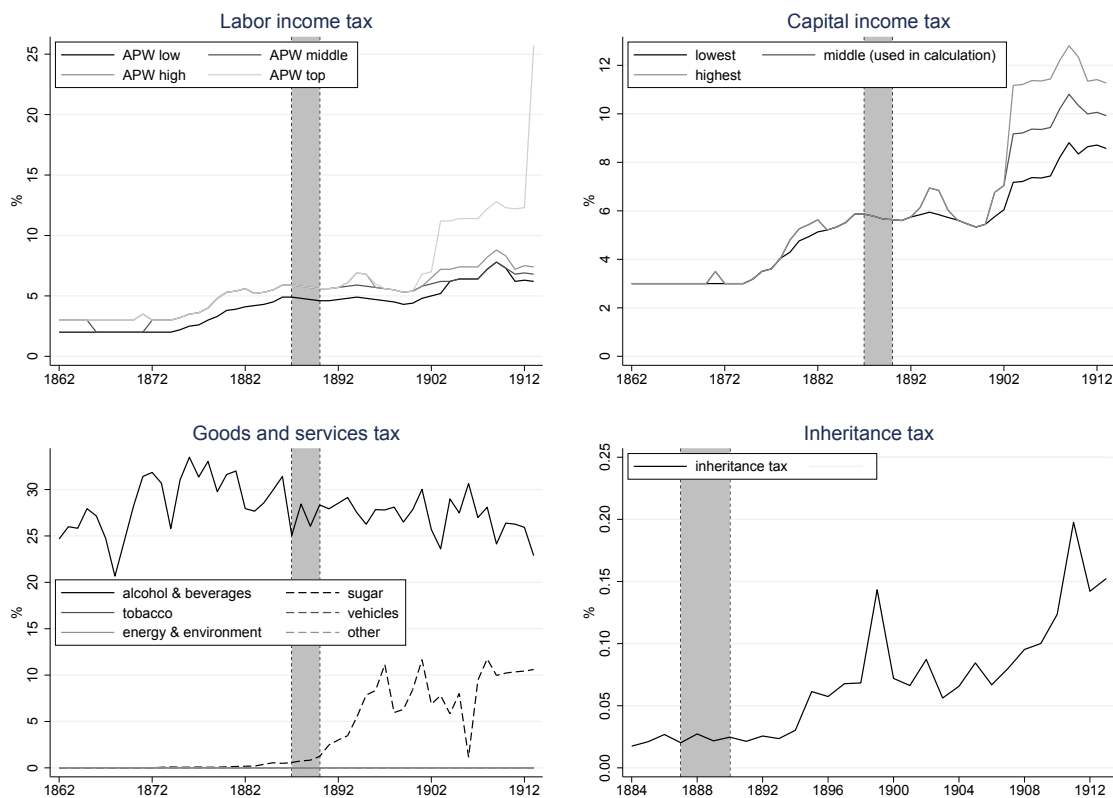 Labor income tax
APW low APW middle
APW high APW top
%
0 5 10 15 20 25
1862 1872 1882 1892 1902 1912
Capital income tax
lowest middle (used in calculation)
highest
%
0 2 4 6 8 10 12
1862 1872 1882 1892 1902 1912
Goods and services tax
alcohol & beverages sugar
tobacco vehicles
energy & environment other
%
0 5 10 15 20 25 30
1862 1872 1882 1892 1902 1912
Inheritance tax
inheritance tax
%
0.00 0.05 0.10 0.15 0.20 0.25
1884 1888 1892 1896 1900 1904 1908 1912